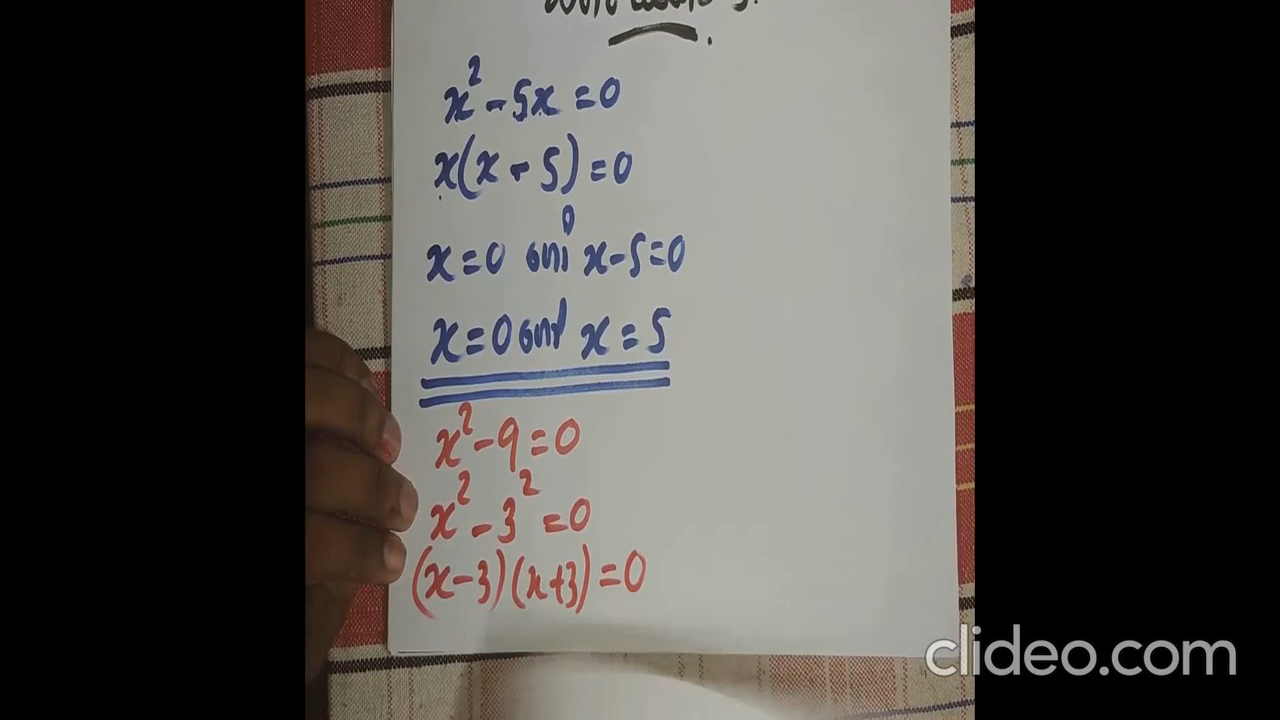 x² - 5x = 0
x(x - 5) = 0
x = 0 x - 5 = 0
x = 0 x = 5
x² - 9 = 0
x² - 3² = 0
(x - 3)(x + 3) = 0
clideo.com